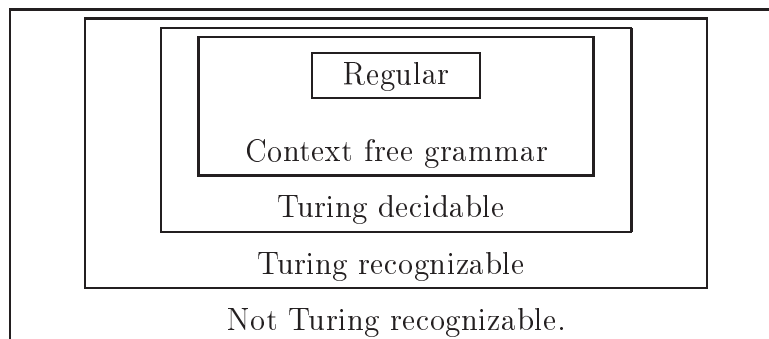 Regular
Context free grammar
Turing decidable
Turing recognizable
Not Turing recognizable.